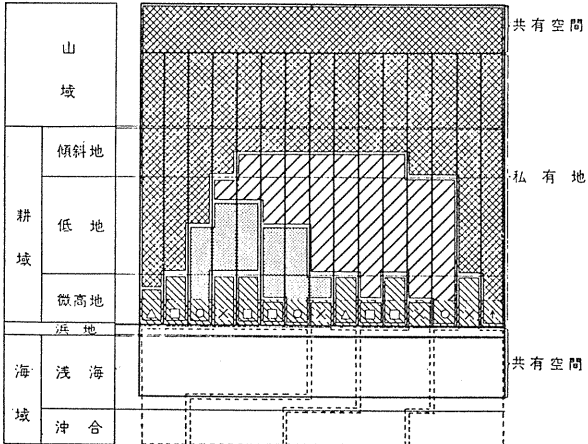 山域
耕域
傾斜地
低地
微高地
浜地
海域
浅海
沖合
共有空間
私有地
共有空間